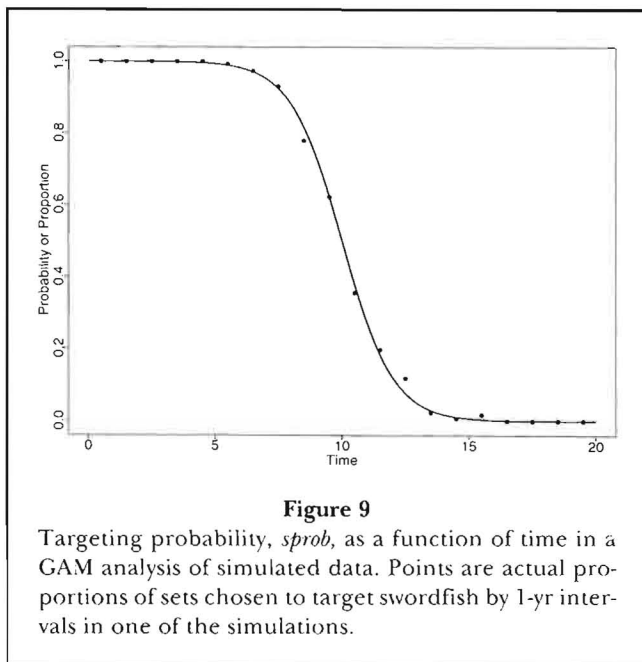 1.0
0.8
0.6
0.4
0.2
0.0
Probability or Proportion
0
5
10
15
20
Time
Figure 9
Targeting probability, sprob, as a function of time in a
GAM analysis of simulated data. Points are actual pro-
portions of sets chosen to target swordfish by 1-yr inter-
vals in one of the simulations.